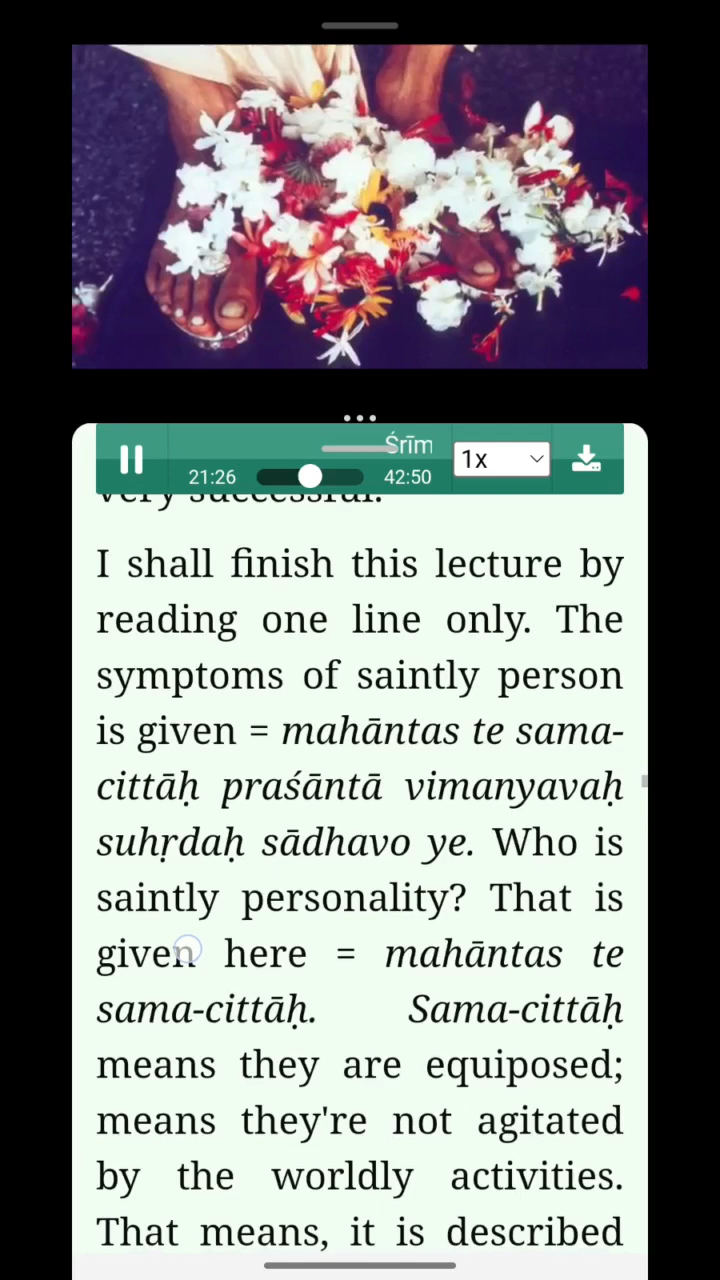 Śrīm
21:26
42:50
1x
very successful.
I shall finish this lecture by
reading one line only. The
symptoms of saintly person
is given = mahāntas te sama-
cittāḥ praśāntā vimanyavaḥ
suhṛdaḥ sādhavo ye. Who is
saintly personality? That is
given here = mahāntas te
sama-cittāḥ. Sama-cittāḥ
means they are equiposed;
means they're not agitated
by the worldly activities.
That means, it is described